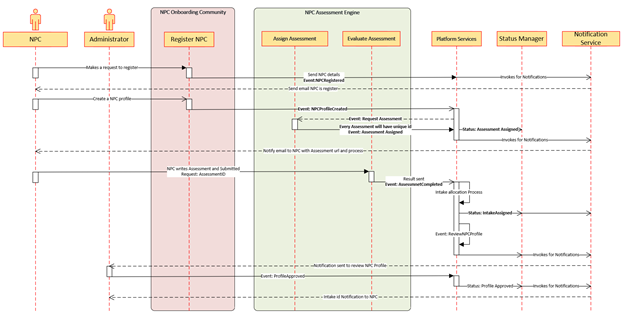 NPC Onboarding Community
NPC Assessment Engine
NPC
Administrator
Register NPC
Assign Assessment
Evaluate Assessment
Platform Services
Status Manager
Notification
Service
Makes a request to register
Send NPC details
Event:NPCRegistered
Invokes for Notifications
Send email NPC is register
Create a NPC profile
Event: NPCProfileCreated
Event: Request Assessment
Every Assessment will have unique id
Event: Assessment Assigned
Status: Assessment Assigned
Invokes for Notifications
Notify email to NPC with Assessment url and process
NPC writes Assessment and Submitted
Request: AssessmentID
Result sent
Event: AssessmnetCompleted
Intake allocation Process
Status: IntakeAssigned
Event: ReviewNPCProfile
Invokes for Notifications
Notification sent to review NPC Profile
Event: ProfileApproved
Status: Profile Approved
Invokes for Notifications
Intake id Notification to NPC